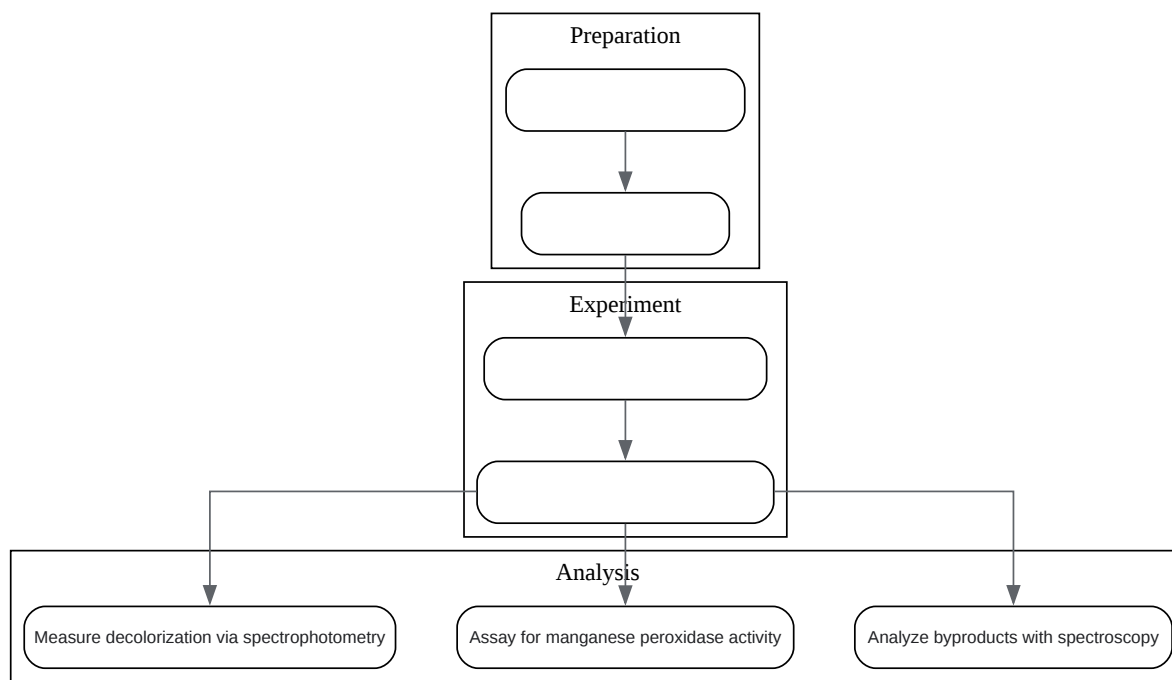 Preparation
Experiment
Analysis
Measure decolorization via spectrophotometry
Assay for manganese peroxidase activity
Analyze byproducts with spectroscopy